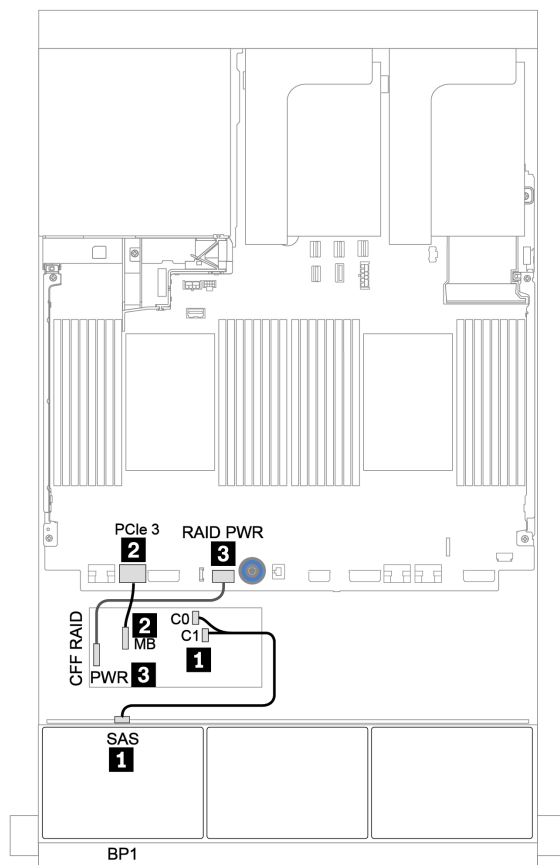 PCIe 3
2
RAID PWR
3
CFF RAID
2
MB
C0
C1
1
PWR 3
SAS
1
BP1